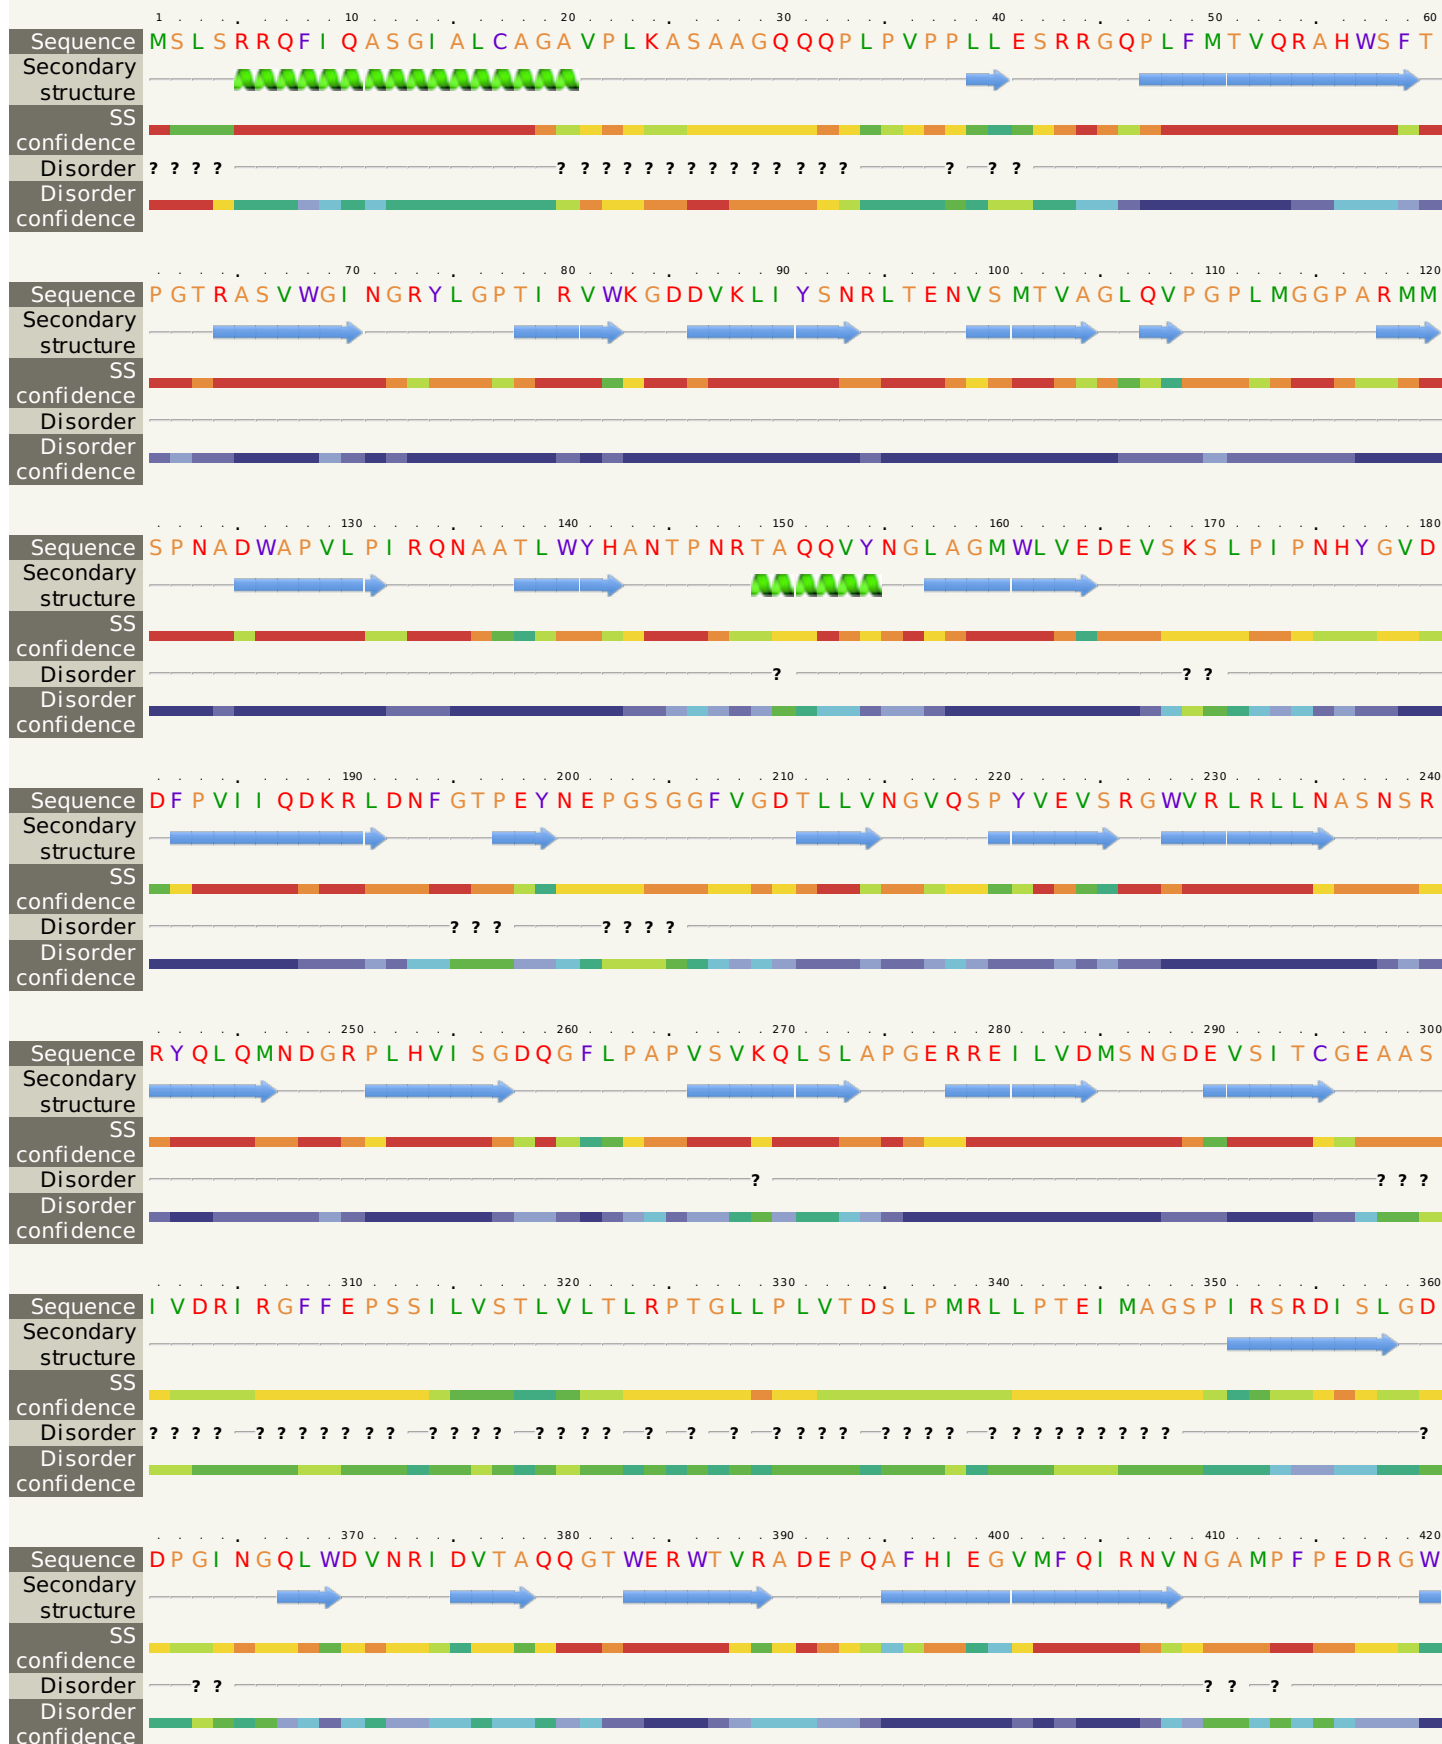 1 10 20 30 40 50 60
Sequence MSLSRRQFIQASGIALCAGAVPLKASAAGQQQPLPVPPLLESRRGQPLFMTVQRAHWSFT
Secondary
structure
SS
confidence
Disorder ? ? ? ? ? ? ? ? ? ? ? ? ? ? ? ? ? ? ? ? ?
Disorder
confidence
70 80 90 100 110 120
Sequence PGTRASVWGINGRYLGPTIRVWKGDDVKLIYSNRLTENVSMTVAGLQVPGPLMGGPARMM
Secondary
structure
SS
confidence
Disorder
Disorder
confidence
130 140 150 160 170 180
Sequence SPNADWAPVLPIRQNAATLWYHANTPNRTAQQVYNGLAGMWLVEDEVSKSLPIPNHYGVD
Secondary
structure
SS
confidence
Disorder ? ? ?
Disorder
confidence
190 200 210 220 230 240
Sequence DFPVIIQDKRLDNFGTPEYNEPGSGGFVGDTLLVNGVQSPYVEVSRGWVRLRLLNASNSR
Secondary
structure
SS
confidence
Disorder ? ? ? ? ? ? ?
Disorder
confidence
250 260 270 280 290 300
Sequence RYQLQMNDGRPLHVISGDQGFLPAPVSVKQLSLAPGERREILVDMSNGDEVSITCGEAAS
Secondary
structure
SS
confidence
Disorder ? ? ? ?
Disorder
confidence
310 320 330 340 350 360
Sequence IVDRIRGFFEPSSILVSTLVLTLRPTGLLPLVTDSLPMRLLPTEIMAGSPIRSRDISLGD
Secondary
structure
SS
confidence
Disorder ? ? ? ? ? ? ? ? ? ? ? ? ? ? ? ? ? ? ? ? ? ? ? ? ? ? ? ? ? ? ? ? ? ? ? ? ? ? ? ?
Disorder
confidence
370 380 390 400 410 420
Sequence DPGINGQLWDVNRIDVTAQQGTWERWTVRADEPQAFHIEGVMFQIRNVNGAMPFPEDRGW
Secondary
structure
SS
confidence
Disorder ? ? ? ? ?
Disorder
confidence